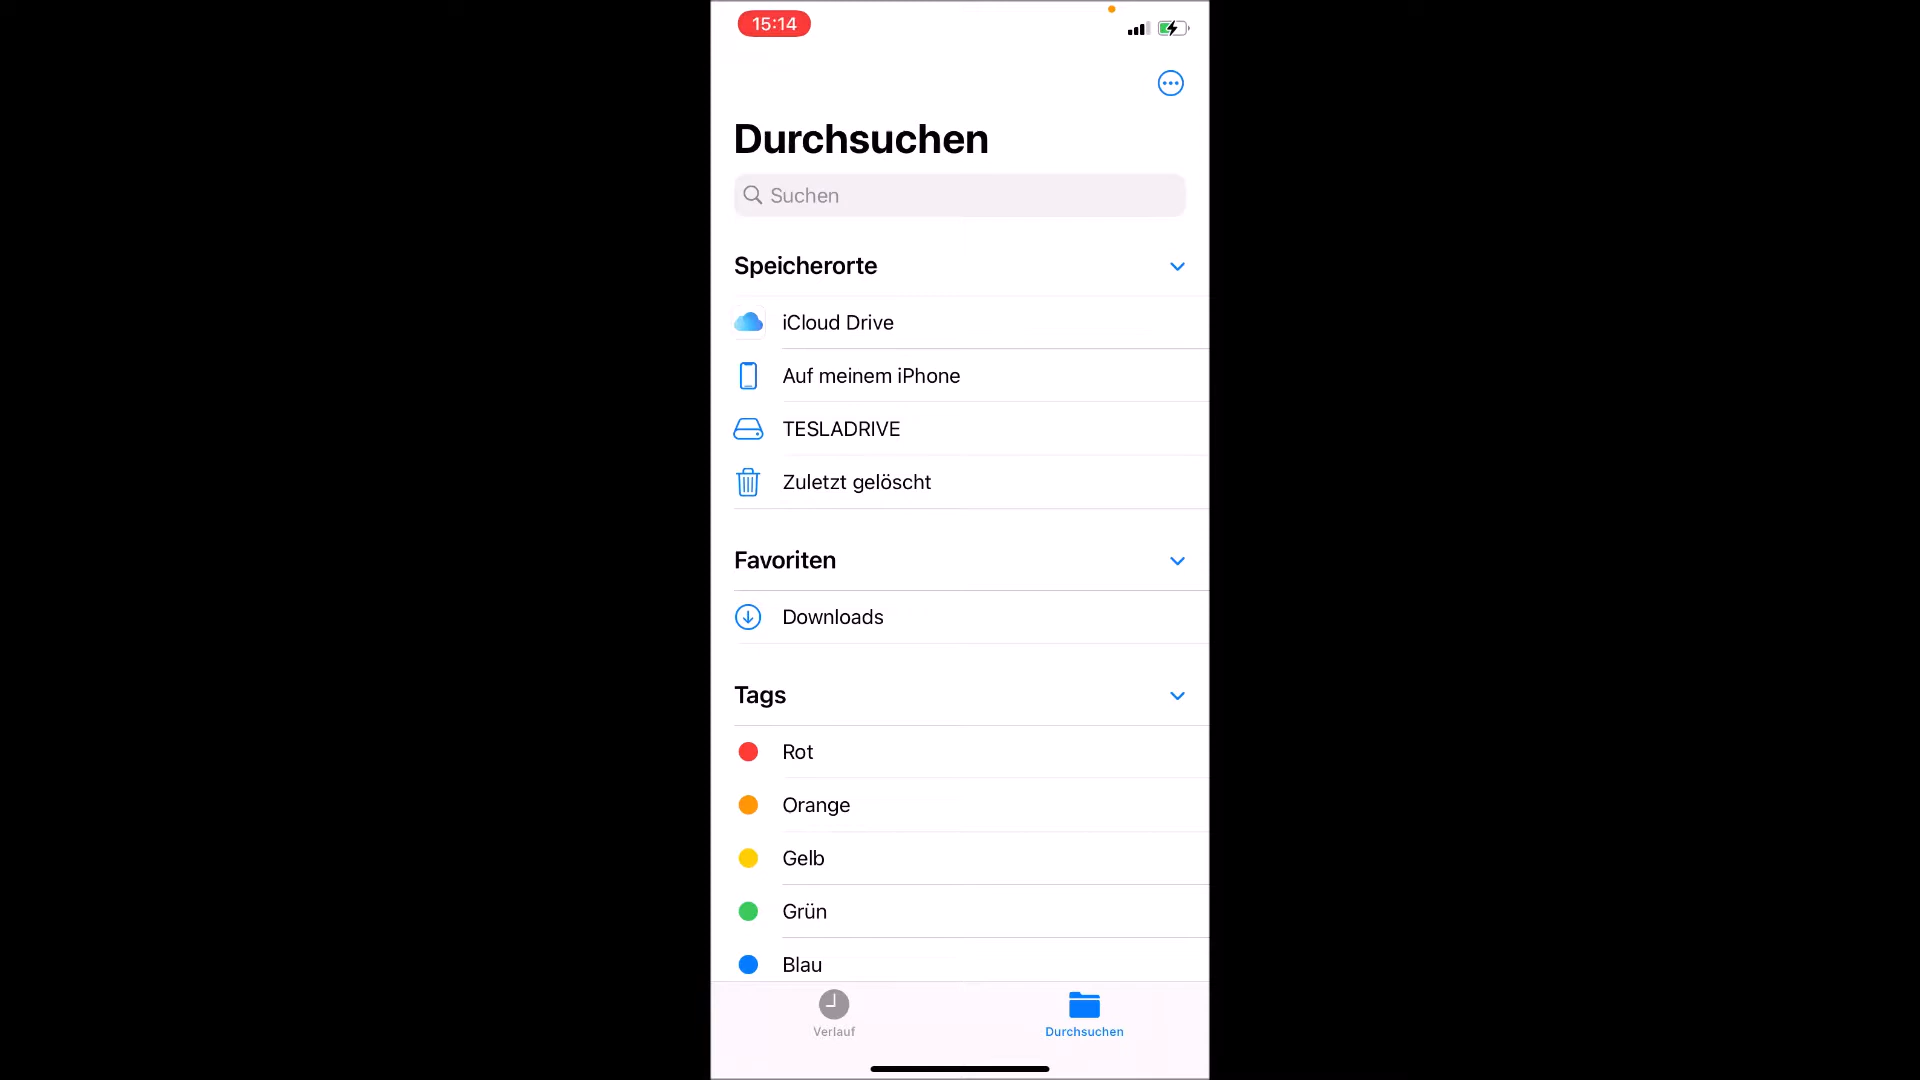 15:14
Durchsuchen
Suchen
Speicherorte
iCloud Drive
Auf meinem iPhone
TESLADRIVE
Zuletzt gelöscht
Favoriten
Downloads
Tags
Rot
Orange
Gelb
Grün
Blau
Verlauf
Durchsuchen